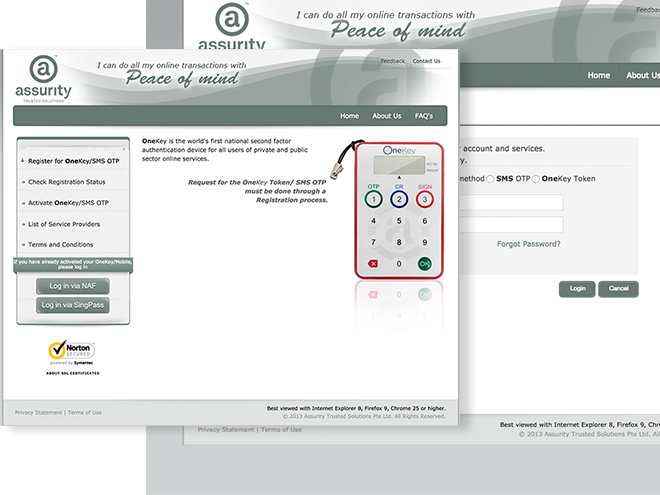 I can do all my online transactions with
Feedba
Peace of mind
assurity
Home About Us
account and services.
y.
method SMS OTP OneKey Token
Forgot Password?
Login Cancel
Best viewed with Internet Explorer 8, Firefox 9, Chrom
© 2013 Assurity Trusted Solutions Pte Ltd. All
Privacy Statement | Terms of Use
assurity
TRUSTED SOLUTIONS
I can do all my online transactions with
Peace of mind
Feedback Contact Us
Home About Us FAQ's
Register for OneKey/SMS OTP
Check Registration Status
Activate OneKey/SMS OTP
List of Service Providers
Terms and Conditions
If you have already activated your OneKey/Mobile,
please log in
Log in via NAF
Log in via SingPass
Norton
SECURED
powered by Symantec
ABOUT SSL CERTIFICATES
OneKey is the world's first national second factor
authentication device for all users of private and public
sector online services.
Request for the OneKey Token/ SMS OTP
must be done through a
Registration process.
OneKey
OTP CR SIGN
1 2 3
4 5 6
7 8 9
0 OK
Best viewed with Internet Explorer 8, Firefox 9, Chrome 25 or higher.
Privacy Statement | Terms of Use
© 2013 Assurity Trusted Solutions Pte Ltd. All Rights Reserved.